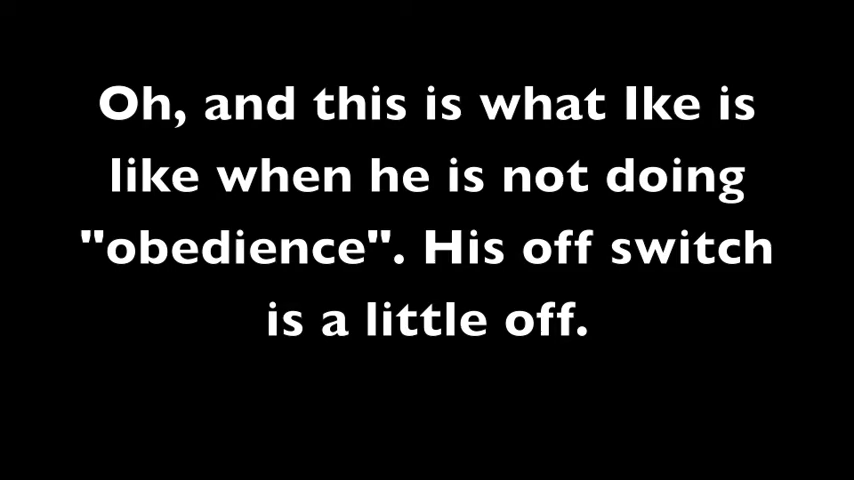 Oh, and this is what Ike is
like when he is not doing
"obedience". His off switch
is a little off.